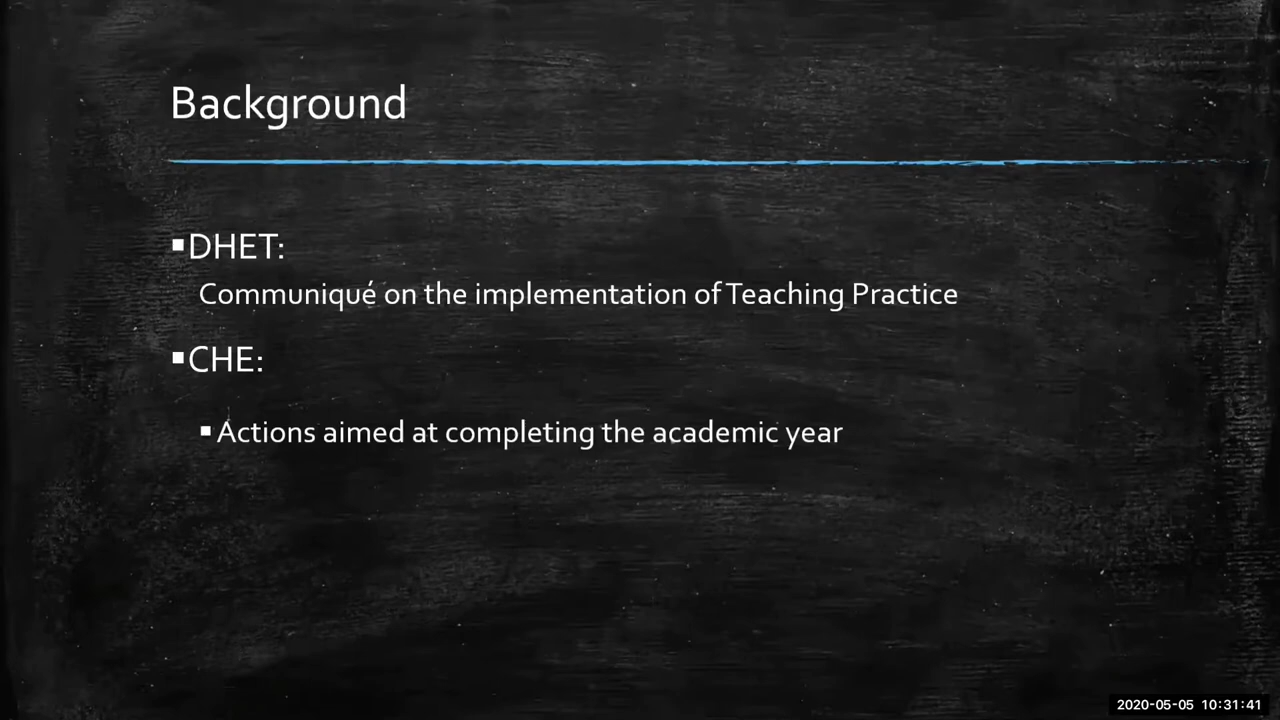 Background
▪DHET:
Communiqué on the implementation of Teaching Practice
▪CHE:
▪Actions aimed at completing the academic year
2020-05-05 10:31:41